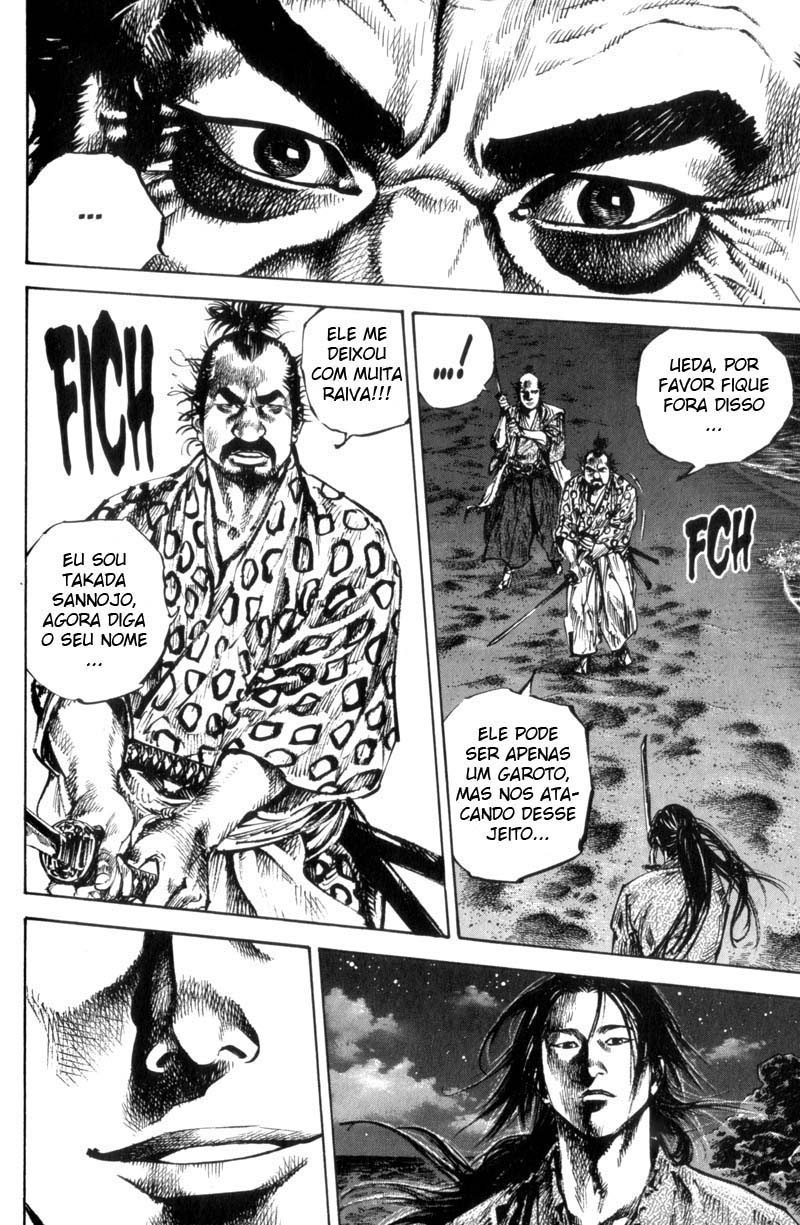 ...
UEDA, POR
FAVOR FIQUE
FORA DISSO
...
...!
FCH
ELE PODE
SER APENAS
UM GAROTO,
MAS NOS ATA-
CANDO DESSE
JEITO...
ELE ME
DEIXOU
COM MUITA
RAIVA!!!
FICH
EU SOU
TAKADA
SANNOJO,
AGORA DIGA
O SEU NOME
...